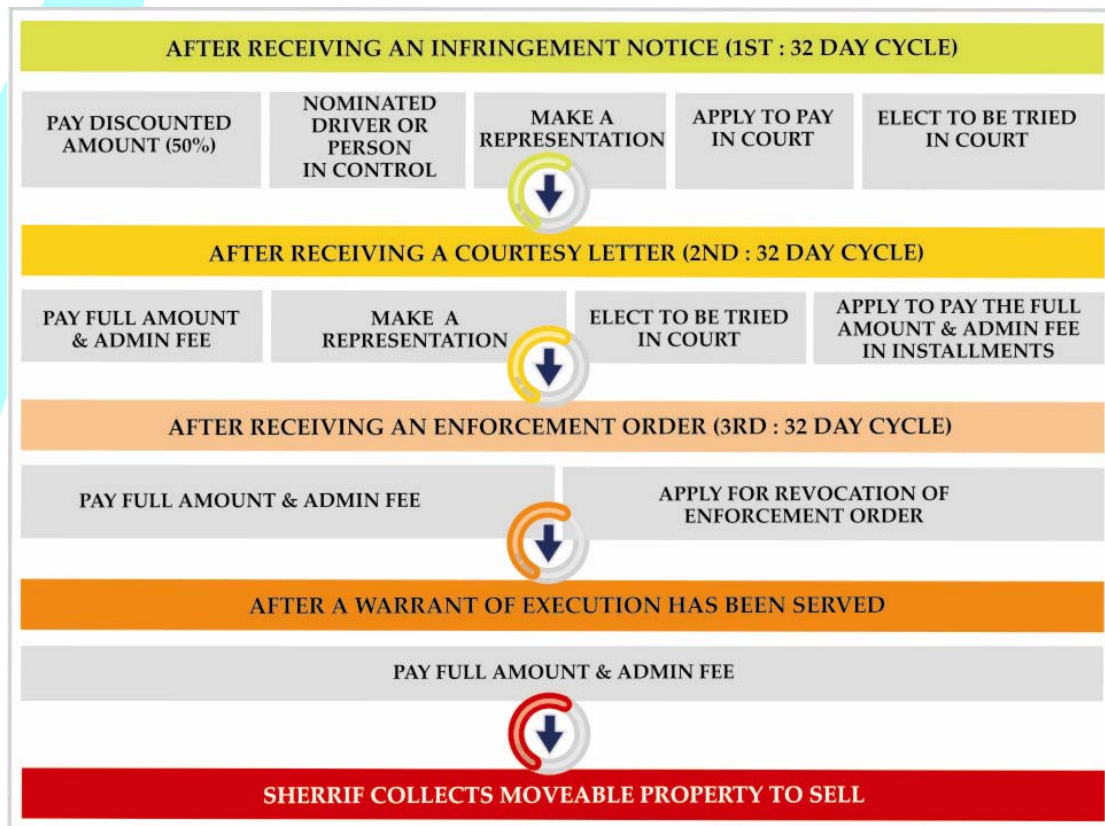 AFTER RECEIVING AN INFRINGEMENT NOTICE (1ST : 32 DAY CYCLE)
PAY DISCOUNTED
AMOUNT (50%)
NOMINATED
DRIVER OR
PERSON
IN CONTROL
MAKE A
REPRESENTATION
APPLY TO PAY
IN COURT
ELECT TO BE TRIED
IN COURT
AFTER RECEIVING A COURTESY LETTER (2ND : 32 DAY CYCLE)
PAY FULL AMOUNT
& ADMIN FEE
MAKE A
REPRESENTATION
ELECT TO BE TRIED
IN COURT
APPLY TO PAY THE FULL
AMOUNT & ADMIN FEE
IN INSTALLMENTS
AFTER RECEIVING AN ENFORCEMENT ORDER (3RD : 32 DAY CYCLE)
PAY FULL AMOUNT & ADMIN FEE
APPLY FOR REVOCATION OF
ENFORCEMENT ORDER
AFTER A WARRANT OF EXECUTION HAS BEEN SERVED
PAY FULL AMOUNT & ADMIN FEE
SHERRIF COLLECTS MOVEABLE PROPERTY TO SELL